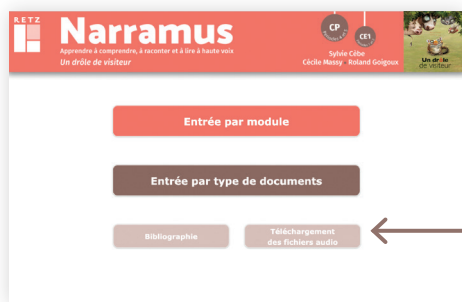 RETZ
Narramus
Apprendre à comprendre, à raconter et à lire à haute voix
Un drôle de visiteur
CP
CE1
Sylvie Cèbe
Cécile Massy • Roland Goigoux
Un drôle
de visiteur
Entrée par module
Entrée par type de documents
Bibliographie
Téléchargement
des fichiers audio